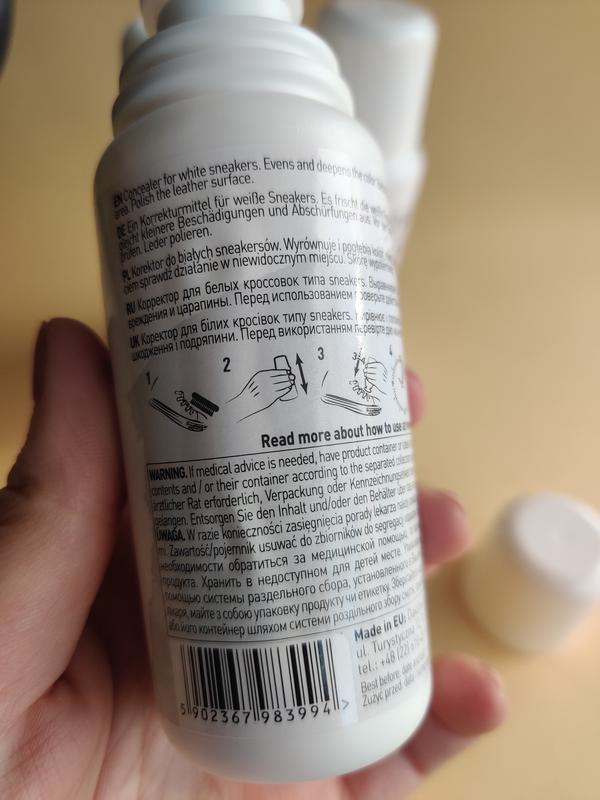 EN Concealer for white sneakers. Evens and deepens the color
area. Polish the leather surface.
DE Ein Korrekturmittel für weiße Sneakers. Es frischt die weiße
gleicht kleinere Beschädigungen und Abschürfungen aus. Vor
prüfen. Leder polieren.
PL Korektor do białych sneakersów. Wyrównuje i pogłębia kolor,
ciem sprawdź działanie w niewidocznym miejscu. Skórę wypolerować
RU Корректор для белых кроссовок типа sneakers.
вреждения и царапины. Перед использованием проверьте
UK Коректор для білих кросівок типу sneakers.
шкодження і подряпини. Перед використанням перевірте
1 2 3 4
Read more about how to use
WARNING. If medical advice is needed, have product container or
contents and / or their container according to the separated
ärztlicher Rat erforderlich, Verpackung oder
gelangen. Entsorgen Sie den Inhalt und/oder den Behälter
UWAGA. W razie konieczności zasięgnięcia porady lekarza
mi. Zawartość/pojemnik usuwać do zbiorników do segregacji
необходимости обратиться за медицинской помощью,
продукта. Хранить в недоступном для детей месте.
помощью системы раздельного сбора, установленного
лікаря, майте з собою упаковку продукту чи етикетку.
або його контейнер шляхом системи роздільного збору
Made in EU:
ul. Turystyczna
tel.: +48 (22)
Best before, date
Zużyć przed, data
5 902367 983994 >